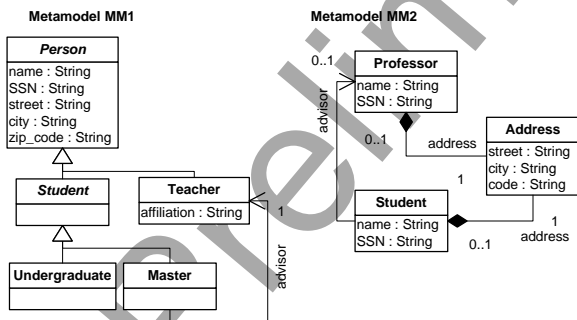 Metamodel MM1
Person
name : String
SSN : String
street : String
city : String
zip_code : String
Student
Teacher
affiliation : String
1
advisor
Undergraduate
Master
Metamodel MM2
0..1
Professor
name : String
SSN : String
advisor
0..1
address
1
Address
street : String
city : String
code : String
Student
name : String
SSN : String
0..1
1
address
relim